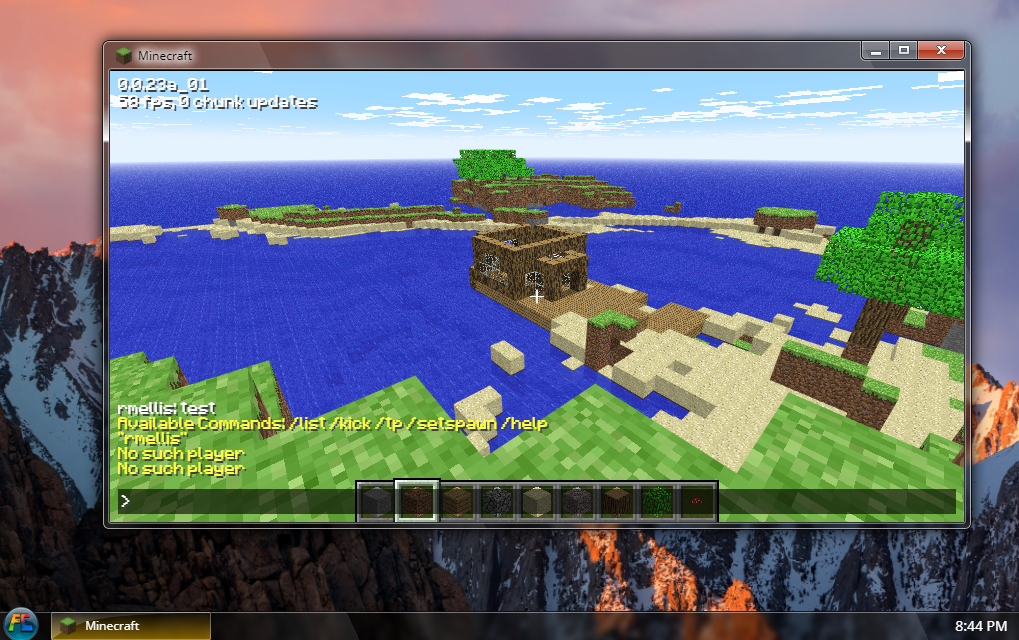 Minecraft
0.0.23a_01
58 fps, 0 chunk updates
rmellis: test
Available Commands: /list /kick /tp /setspawn /help
"rmellis"
No such player
No such player
>
FE
Minecraft
8:44 PM